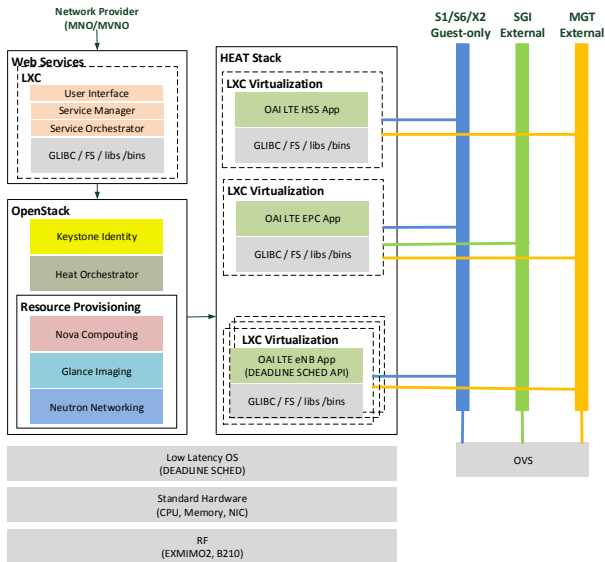 Network Provider
(MNO/MVNO
Web Services
LXC
User Interface
Service Manager
Service Orchestrator
GLIBC / FS / libs /bins
OpenStack
Keystone Identity
Heat Orchestrator
Resource Provisioning
Nova Compouting
Glance Imaging
Neutron Networking
HEAT Stack
LXC Virtualization
OAI LTE HSS App
GLIBC / FS / libs /bins
LXC Virtualization
OAI LTE EPC App
GLIBC / FS / libs /bins
LXC Virtualization
OAI LTE eNB App
(DEADLINE SCHED API)
GLIBC / FS / libs /bins
S1/S6/X2
Guest-only
SGI
External
MGT
External
OVS
Low Latency OS
(DEADLINE SCHED)
Standard Hardware
(CPU, Memory, NIC)
RF
(EXMIMO2, B210)